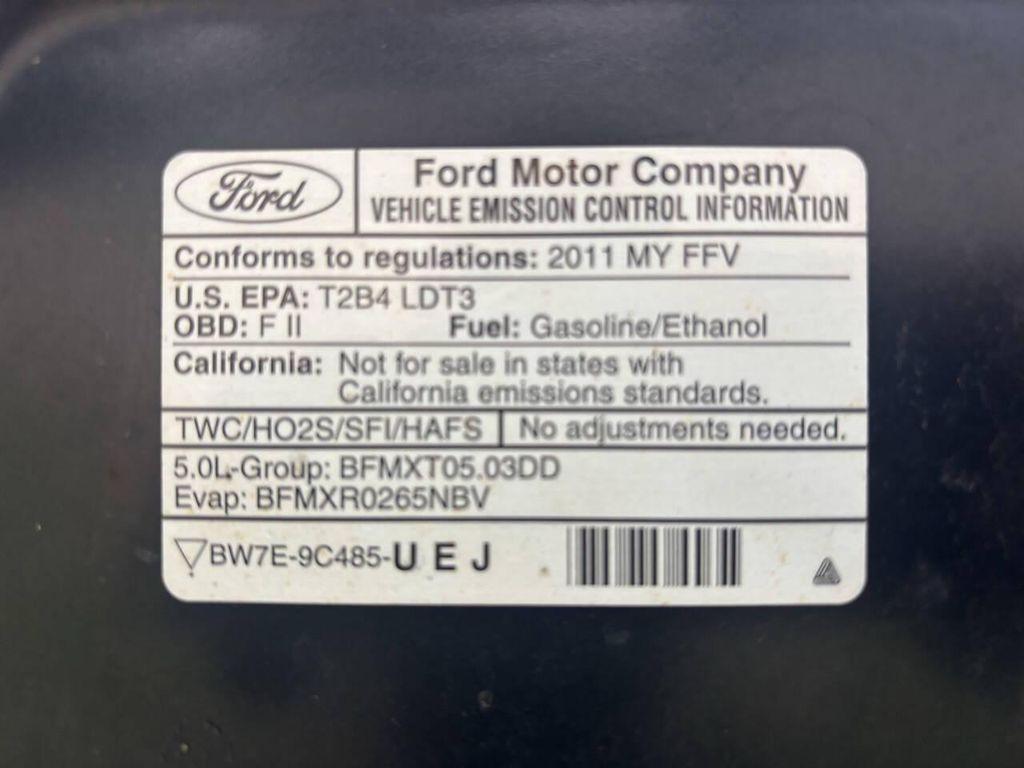 Ford
Ford Motor Company
VEHICLE EMISSION CONTROL INFORMATION
Conforms to regulations: 2011 MY FFV
U.S. EPA: T2B4 LDT3
OBD: F II Fuel: Gasoline/Ethanol
California: Not for sale in states with
California emissions standards.
TWC/HO2S/SFI/HAFS No adjustments needed.
5.0L-Group: BFMXT05.03DD
Evap: BFMXR0265NBV
BW7E-9C485-U E J